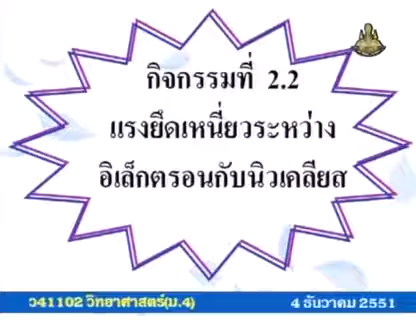 กิจกรรมที่ 2.2
แรงยึดเหนี่ยวระหว่าง
อิเล็กตรอนกับนิวเคลียส
ว41102 วิทยาศาสตร์(ม.4)
4 ธันวาคม 2551